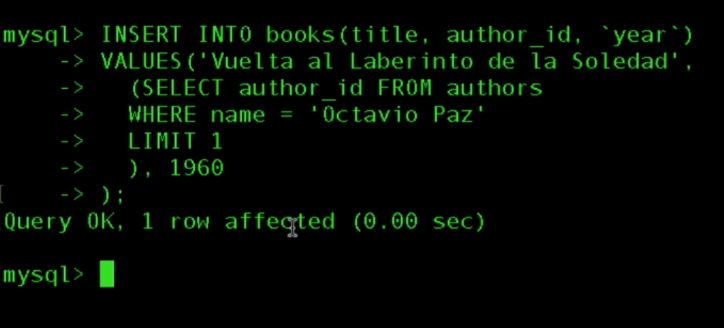 mysql> INSERT INTO books(title, author_id, `year`)
-> VALUES('Vuelta al Laberinto de la Soledad',
-> (SELECT author_id FROM authors
-> WHERE name = 'Octavio Paz'
-> LIMIT 1
-> ), 1960
-> );
Query OK, 1 row affected (0.00 sec)
mysql>